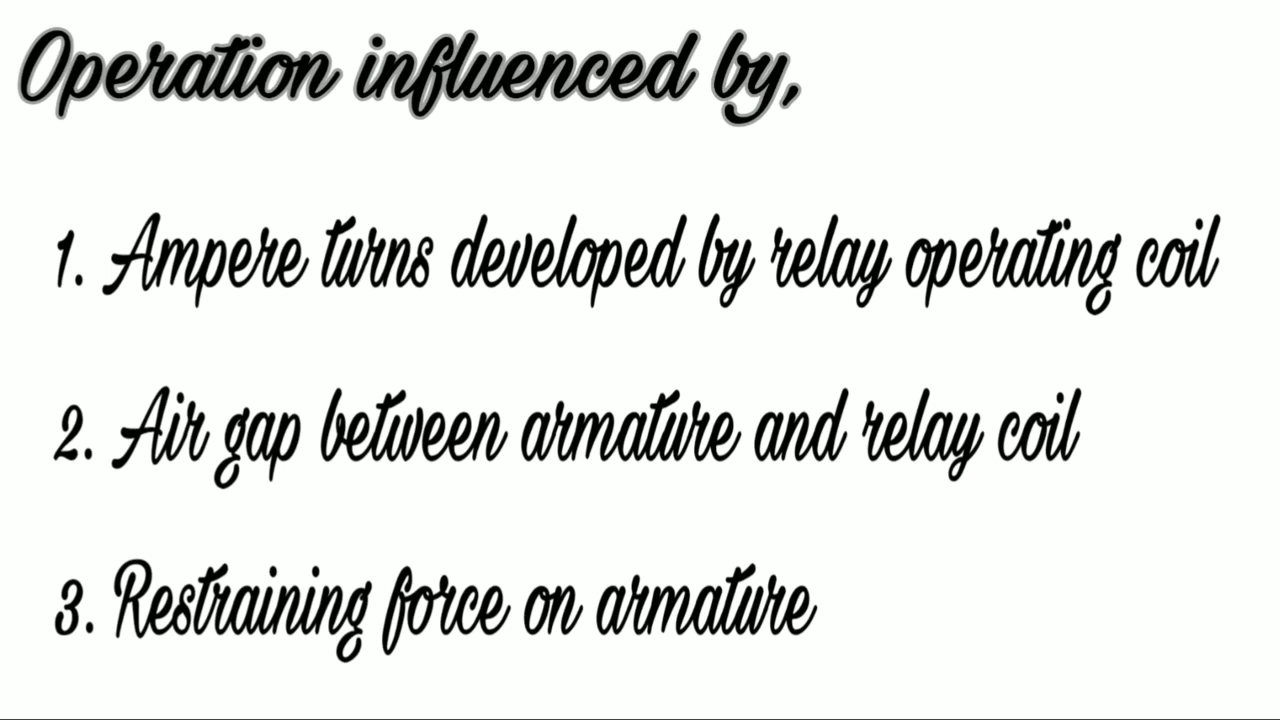 Operation influenced by,
1. Ampere turns developed by relay operating coil
2. Air gap between armature and relay coil
3. Restraining force on armature